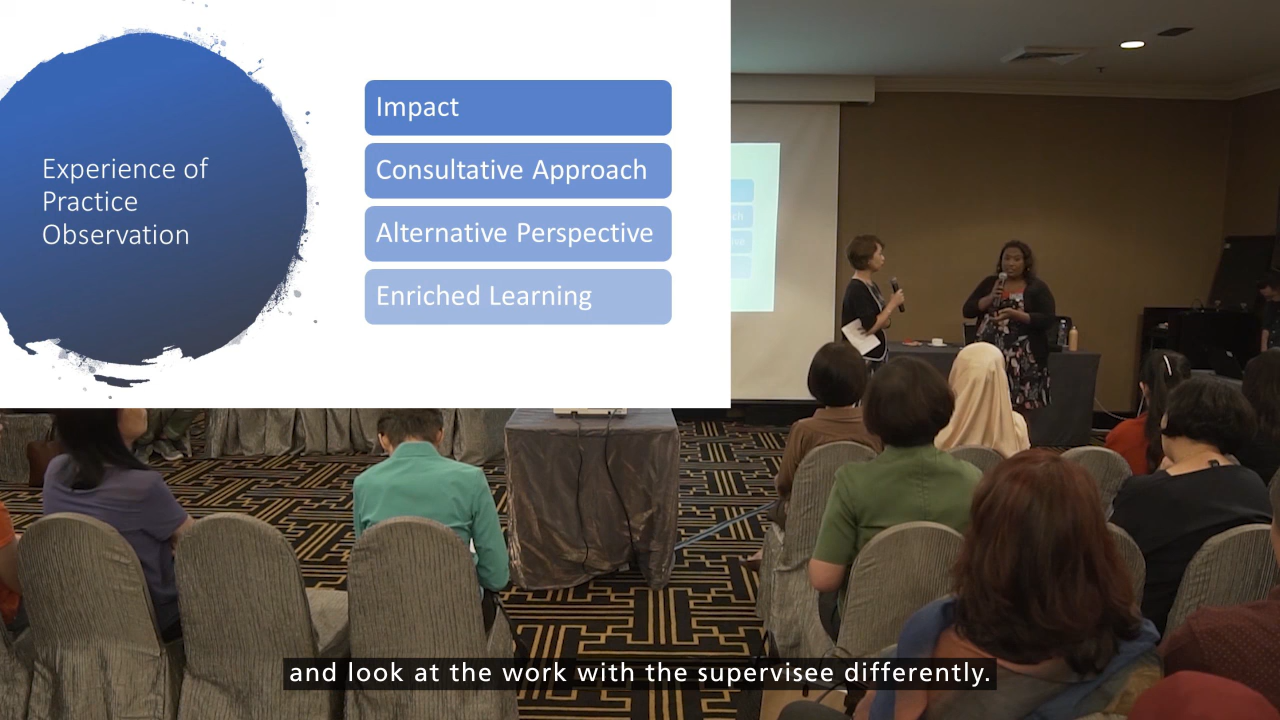 Experience of
Practice
Observation
Impact
Consultative Approach
Alternative Perspective
Enriched Learning
and look at the work with the supervisee differently.